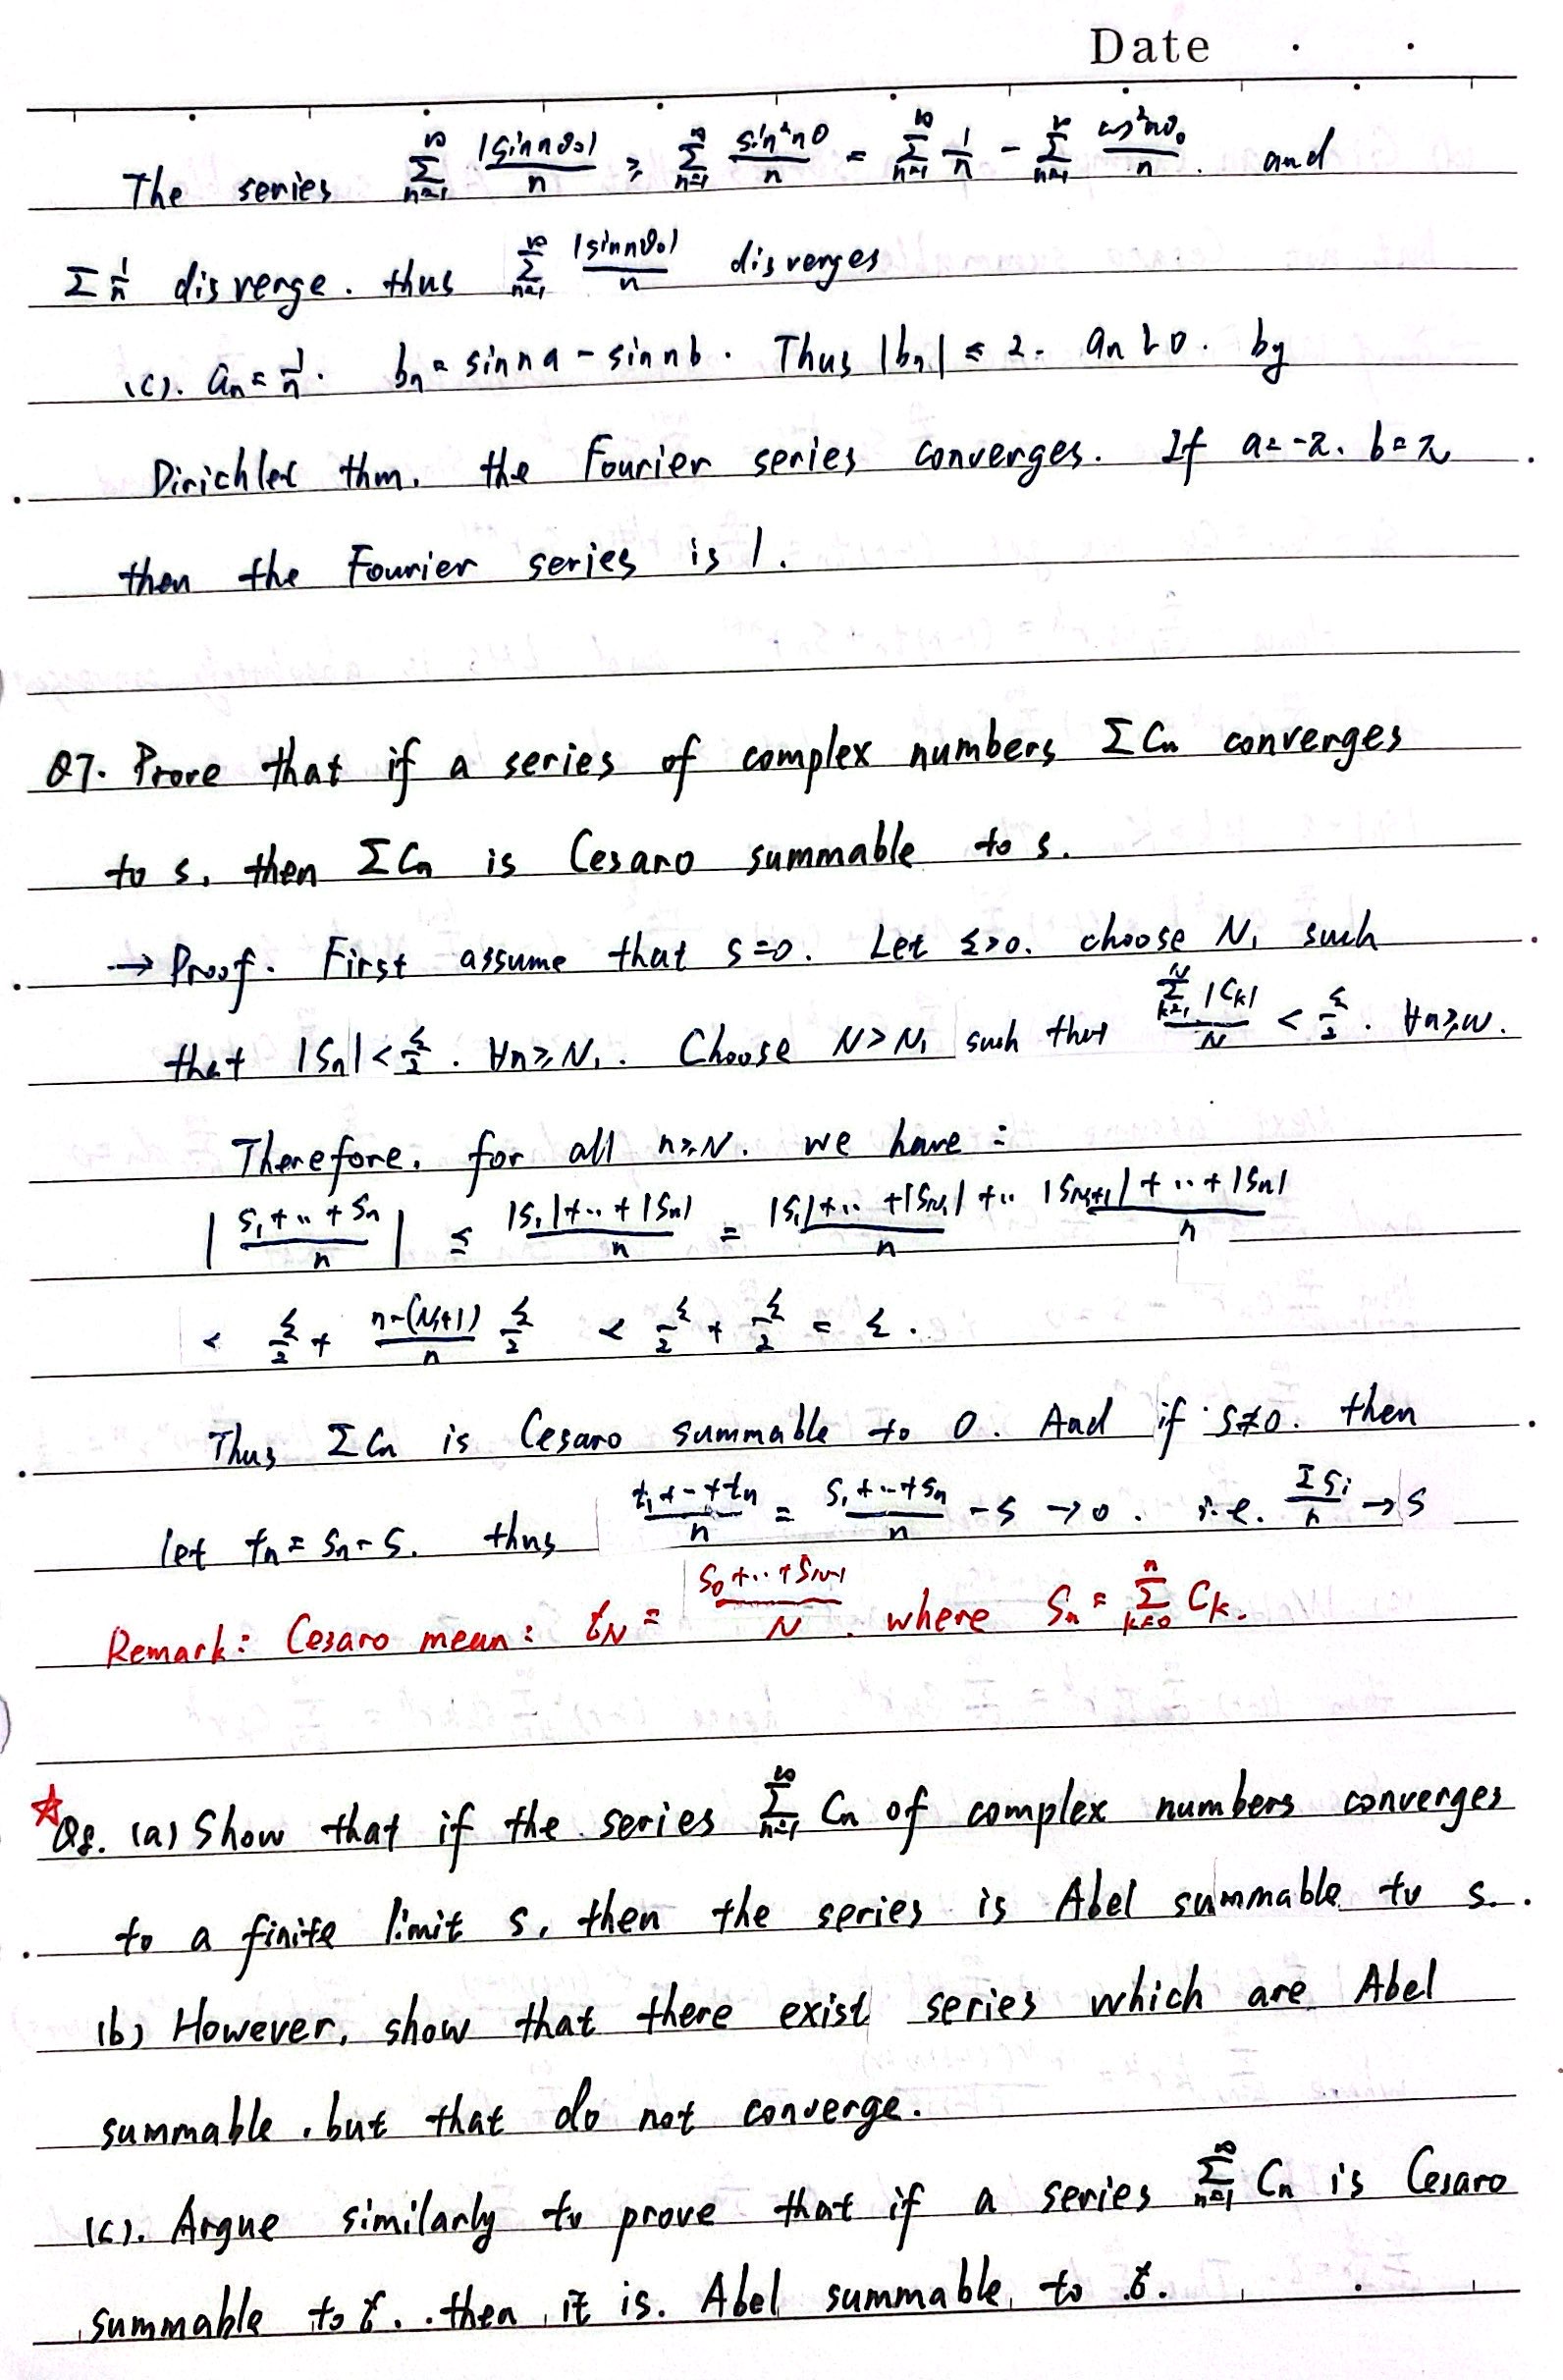 Date . .
The series $\sum_{n=1}^{\infty} \frac{|\sin n\theta_0|}{n} \geq \sum_{n=1}^{\infty} \frac{\sin^2 n\theta}{n} = \sum_{n=1}^{\infty} \frac{1}{n} - \sum_{n=1}^{\infty} \frac{\cos^2 n\theta_0}{n}$. and
$\Sigma \frac{1}{n}$ disverge. thus $\sum_{n=1}^{\infty} \frac{|\sin n\theta_0|}{n}$ disverges
(c). $a_n = \frac{1}{n}$. $b_n = \sin na - \sin nb$. Thus $|b_n| \leq 2$. $a_n \downarrow 0$. by
Dirichlet thm. the Fourier series converges. If $a = -\pi$. $b = \pi$
then the Fourier series is 1.
Q7. Prove that if a series of complex numbers $\Sigma C_n$ converges
to s, then $\Sigma C_n$ is Cesaro summable to s.
→ Proof. First assume that $s=0$. Let $\varepsilon > 0$. choose $N_1$ such
that $|S_n| < \frac{\varepsilon}{2}$. $\forall n \geq N_1$. Choose $N > N_1$ such that $\frac{\sum_{k=1}^{N} |C_k|}{N} < \frac{\varepsilon}{2}$. $\forall n \geq N$.
Therefore, for all $n \geq N$. we have :
$\left| \frac{S_1 + \cdots + S_n}{n} \right| \leq \frac{|S_1| + \cdots + |S_n|}{n} = \frac{|S_1| + \cdots + |S_{N_1}| + \cdots |S_{N_1+1}| + \cdots + |S_n|}{n}$
$< \frac{\varepsilon}{2} + \frac{n-(N_1+1)}{n} \frac{\varepsilon}{2} < \frac{\varepsilon}{2} + \frac{\varepsilon}{2} = \varepsilon$.
Thus $\Sigma C_n$ is Cesaro summable to 0. And if $S \neq 0$. then
let $t_n = S_n - S$. thus $\frac{t_1 + \cdots + t_n}{n} = \frac{S_1 + \cdots + S_n}{n} - S \to 0$. i.e. $\frac{\Sigma S_i}{n} \to S$
Remark: Cesaro mean: $\sigma_N = \frac{S_0 + \cdots + S_{N-1}}{N}$. where $S_n = \sum_{k=0}^{n} C_k$.
☆Q8. (a) Show that if the series $\sum_{n=1}^{\infty} C_n$ of complex numbers converges
to a finite limit s, then the series is Abel summable to s.
(b) However, show that there exist series which are Abel
summable, but that do not converge.
(c). Argue similarly to prove that if a series $\sum_{n=1}^{\infty} C_n$ is Cesaro
summable to $\sigma$. then it is. Abel summable to $\sigma$.